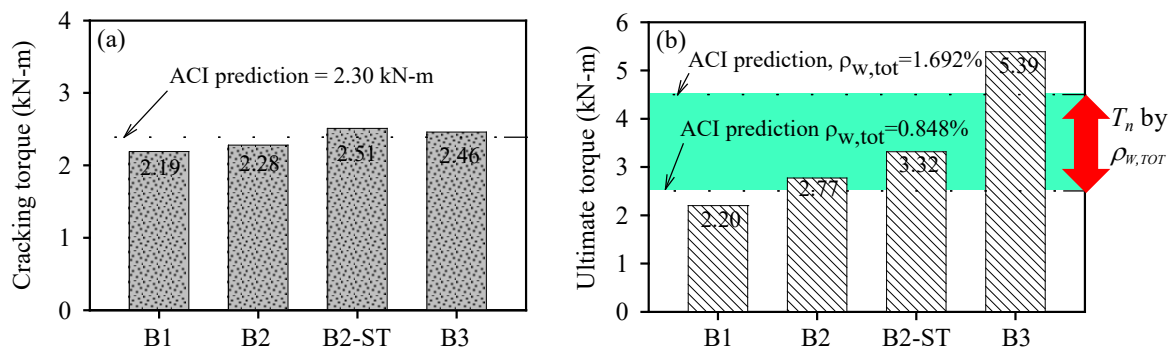 (a)
Cracking torque (kN-m)
4
3
2
1
0
ACI prediction = 2.30 kN-m
2.19
2.28
2.51
2.46
B1
B2
B2-ST
B3
(b)
Ultimate torque (kN-m)
6
5
4
3
2
1
0
ACI prediction, ρw,tot=1.692%
ACI prediction ρw,tot=0.848%
2.20
2.77
3.32
5.39
B1
B2
B2-ST
B3
Tn by
ρW,TOT